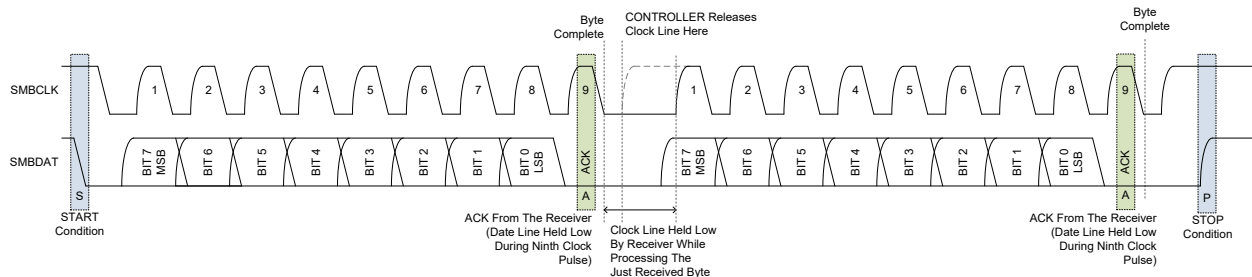 Byte
Complete
CONTROLLER Releases
Clock Line Here
Byte
Complete
SMBCLK
1
2
3
4
5
6
7
8
9
1
2
3
4
5
6
7
8
9
SMBDAT
BIT 7
MSB
BIT 6
BIT 5
BIT 4
BIT 3
BIT 2
BIT 1
BIT 0
LSB
ACK
BIT 7
MSB
BIT 6
BIT 5
BIT 4
BIT 3
BIT 2
BIT 1
BIT 0
LSB
ACK
S
A
A
P
START
Condition
ACK From The Receiver
(Date Line Held Low
During Ninth Clock
Pulse)
Clock Line Held Low
By Receiver While
Processing The
Just Received Byte
ACK From The Receiver
(Date Line Held Low
During Ninth Clock
Pulse)
STOP
Condition